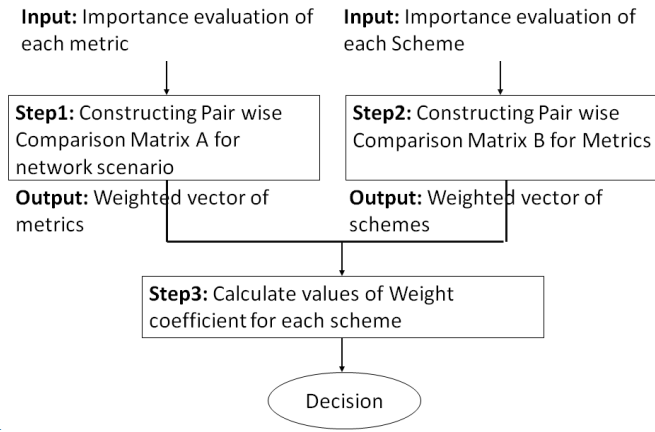 Input: Importance evaluation of
each metric
Input: Importance evaluation of
each Scheme
Step1: Constructing Pair wise
Comparison Matrix A for
network scenario
Step2: Constructing Pair wise
Comparison Matrix B for Metrics
Output: Weighted vector of
metrics
Output: Weighted vector of
schemes
Step3: Calculate values of Weight
coefficient for each scheme
Decision